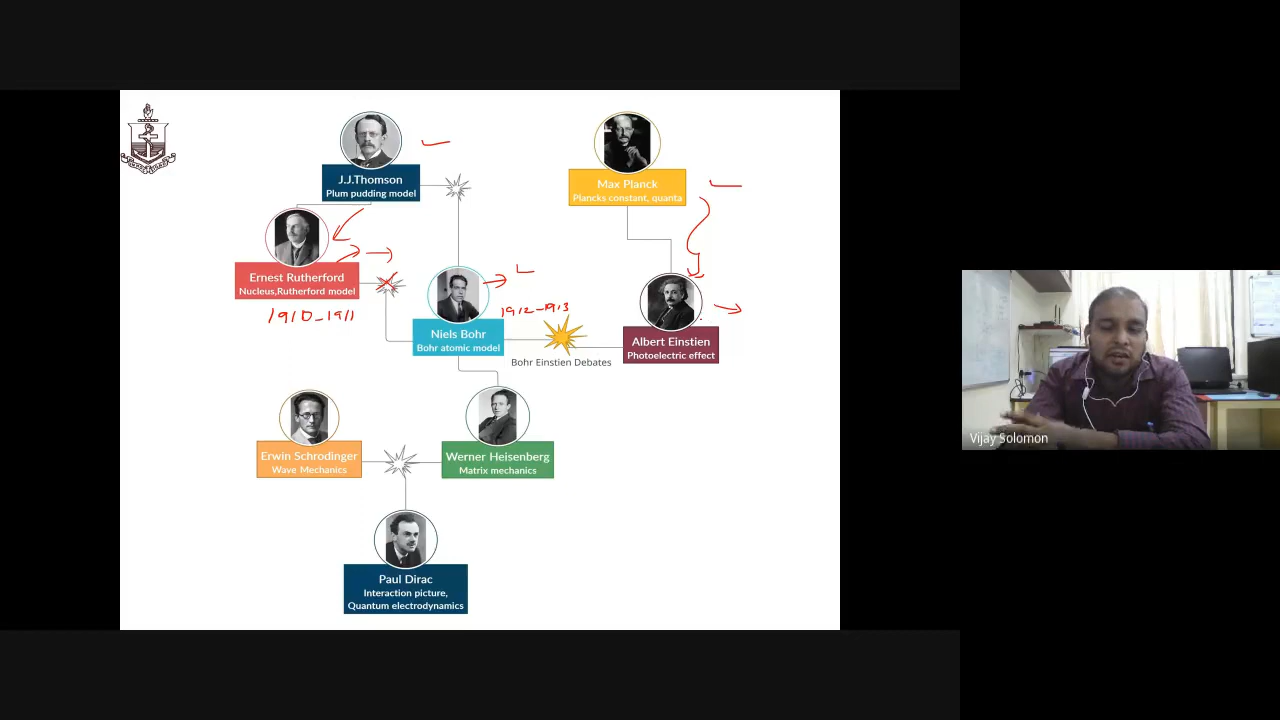 J.J.Thomson
Plum pudding model
Max Planck
Plancks constant, quanta
Ernest Rutherford
Nucleus,Rutherford model
1910-1911
1912-1913
Niels Bohr
Bohr atomic model
Albert Einstien
Photoelectric effect
Bohr Einstien Debates
Erwin Schrodinger
Wave Mechanics
Werner Heisenberg
Matrix mechanics
Paul Dirac
Interaction picture,
Quantum electrodynamics
Vijay Solomon